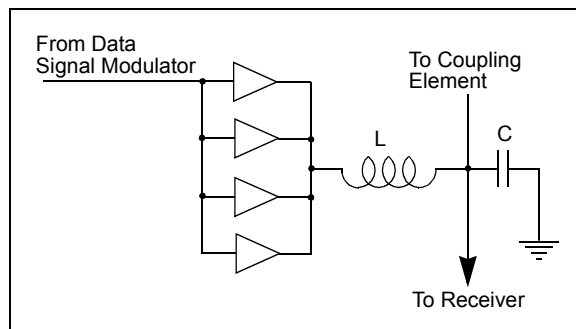 From Data
Signal Modulator
To Coupling
Element
L
C
To Receiver